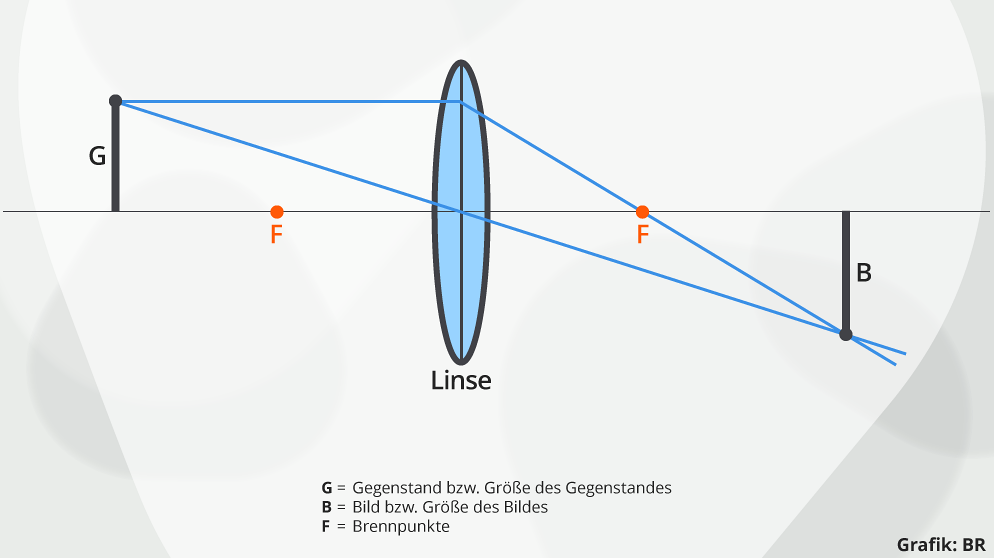 G
F
F
B
Linse
G = Gegenstand bzw. Größe des Gegenstandes
B = Bild bzw. Größe des Bildes
F = Brennpunkte
Grafik: BR